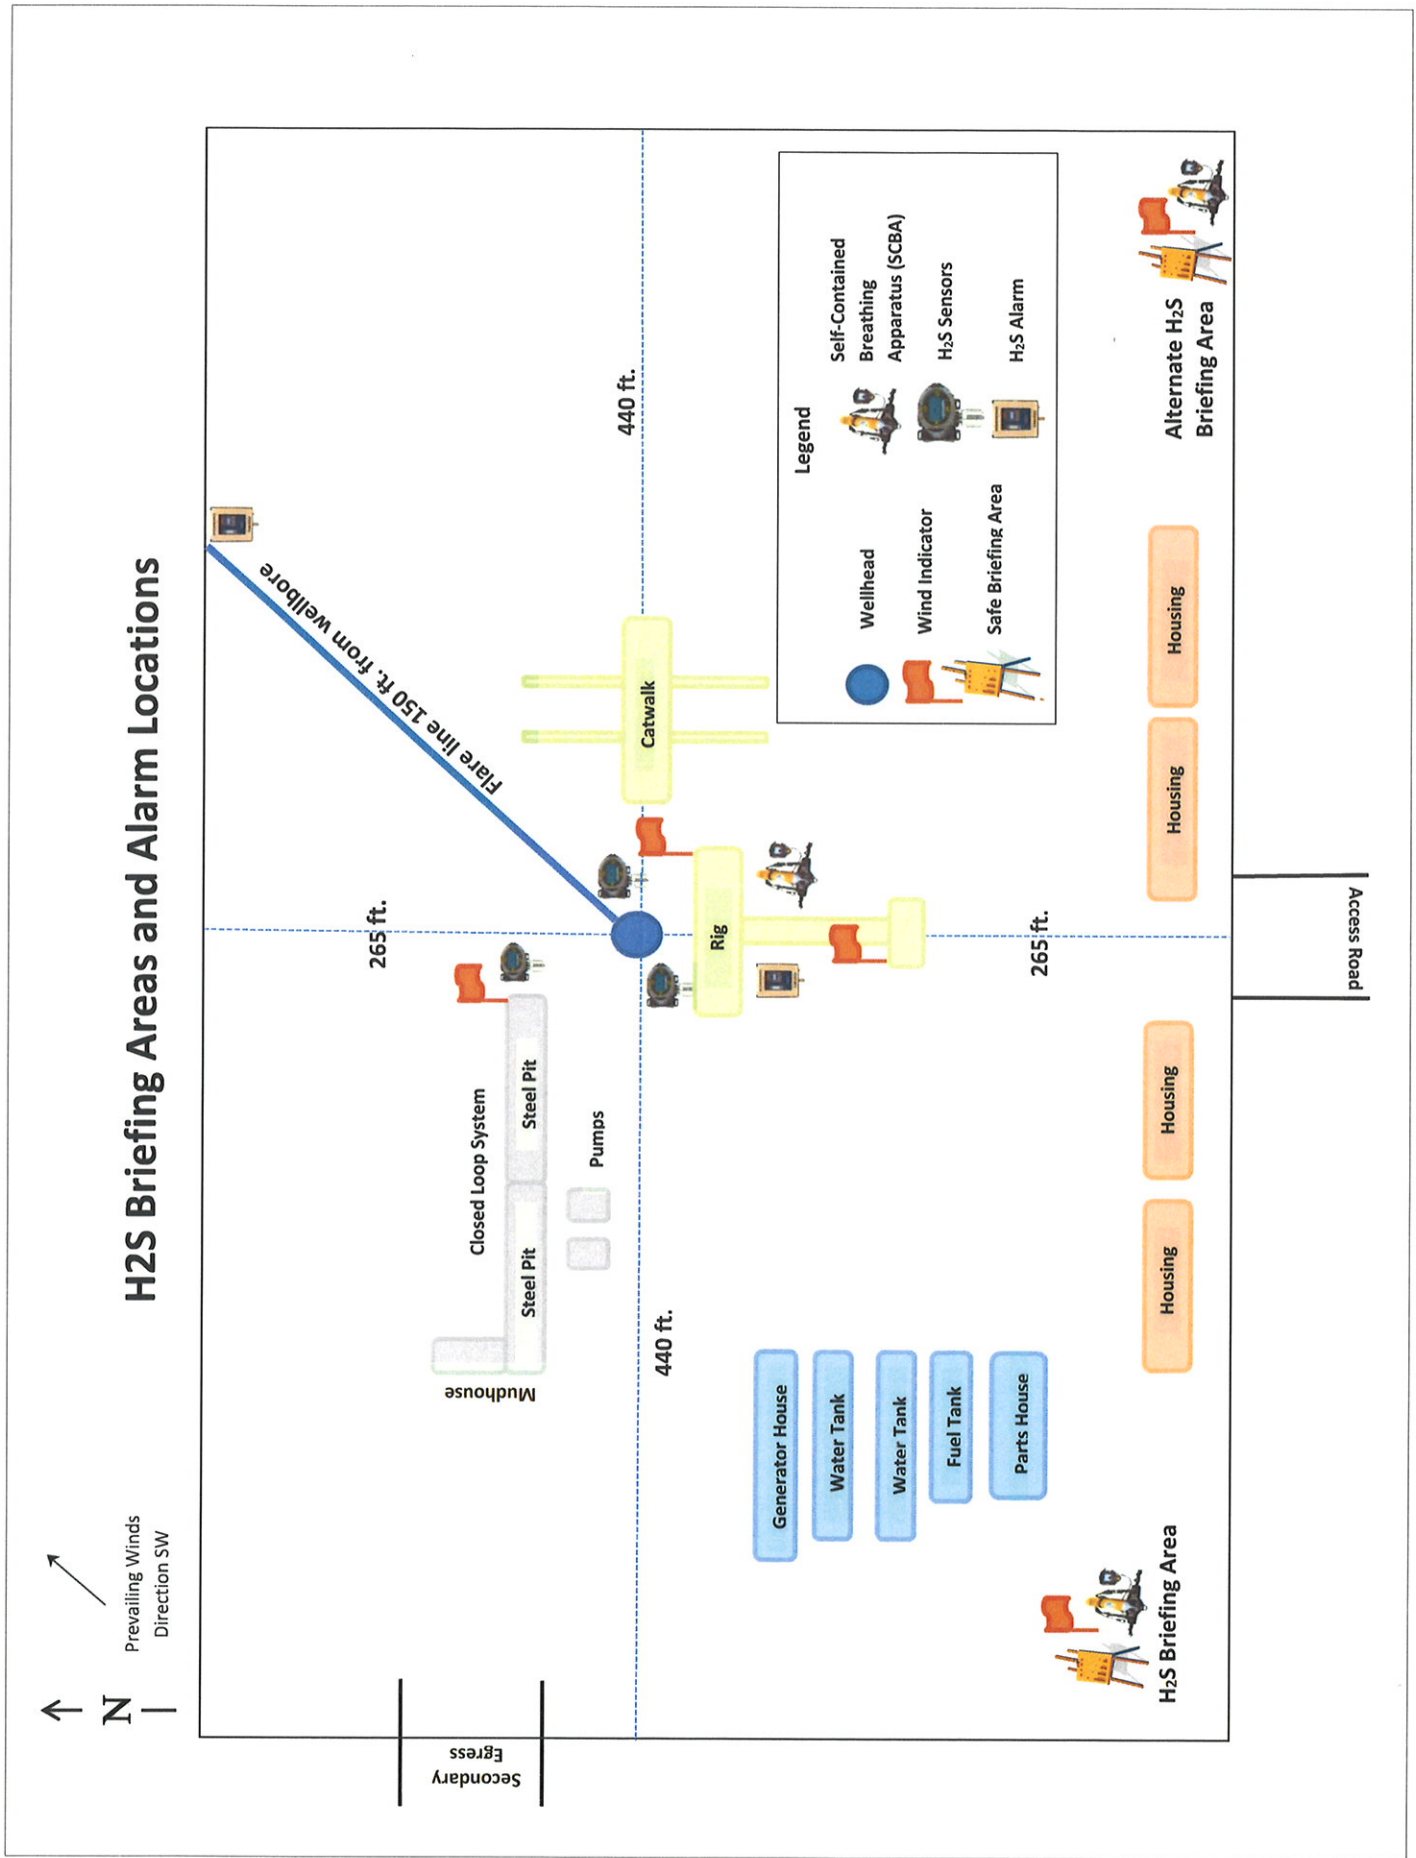 H2S Briefing Areas and Alarm Locations
N
Prevailing Winds
Direction SW
Secondary
Egress
Mudhouse
Closed Loop System
Steel Pit
Steel Pit
Pumps
265 ft.
Flare line 150 ft. from wellbore
440 ft.
440 ft.
Catwalk
Rig
265 ft.
Generator House
Water Tank
Water Tank
Fuel Tank
Parts House
Legend
Wellhead
Wind Indicator
Safe Briefing Area
Self-Contained
Breathing
Apparatus (SCBA)
H₂S Sensors
H₂S Alarm
H₂S Briefing Area
Housing
Housing
Housing
Housing
Alternate H₂S
Briefing Area
Access Road